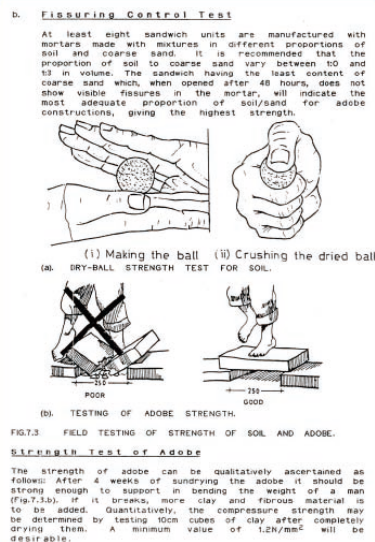 b. Fissuring Control Test
At least eight sandwich units are manufactured with
mortars made with mixtures in different proportions of
soil and coarse sand. It is recommended that the
proportion of soil to coarse sand vary between 1:0 and
1:3 in volume. The sandwich having the least content of
coarse sand which, when opened after 48 hours, does not
show visible fissures in the mortar, will indicate the
most adequate proportion of soil/sand for adobe
constructions, giving the highest strength.
(i) Making the ball (ii) Crushing the dried ball
(a). DRY-BALL STRENGTH TEST FOR SOIL.
250 250
POOR GOOD
(b). TESTING OF ADOBE STRENGTH.
FIG.7.3 FIELD TESTING OF STRENGTH OF SOIL AND ADOBE.
Strength Test of Adobe
The strength of adobe can be qualitatively ascertained as
follows: After 4 weeks of sundrying the adobe it should be
strong enough to support in bending the weight of a man
(Fig.7.3.b). If it breaks, more clay and fibrous material is
to be added. Quantitatively, the compressure strength may
be determined by testing 10cm cubes of clay after completely
drying them. A minimum value of 1.2N/mm² will be
desirable.